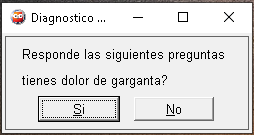 Diagnostico ...
Responde las siguientes preguntas
tienes dolor de garganta?
Si
No